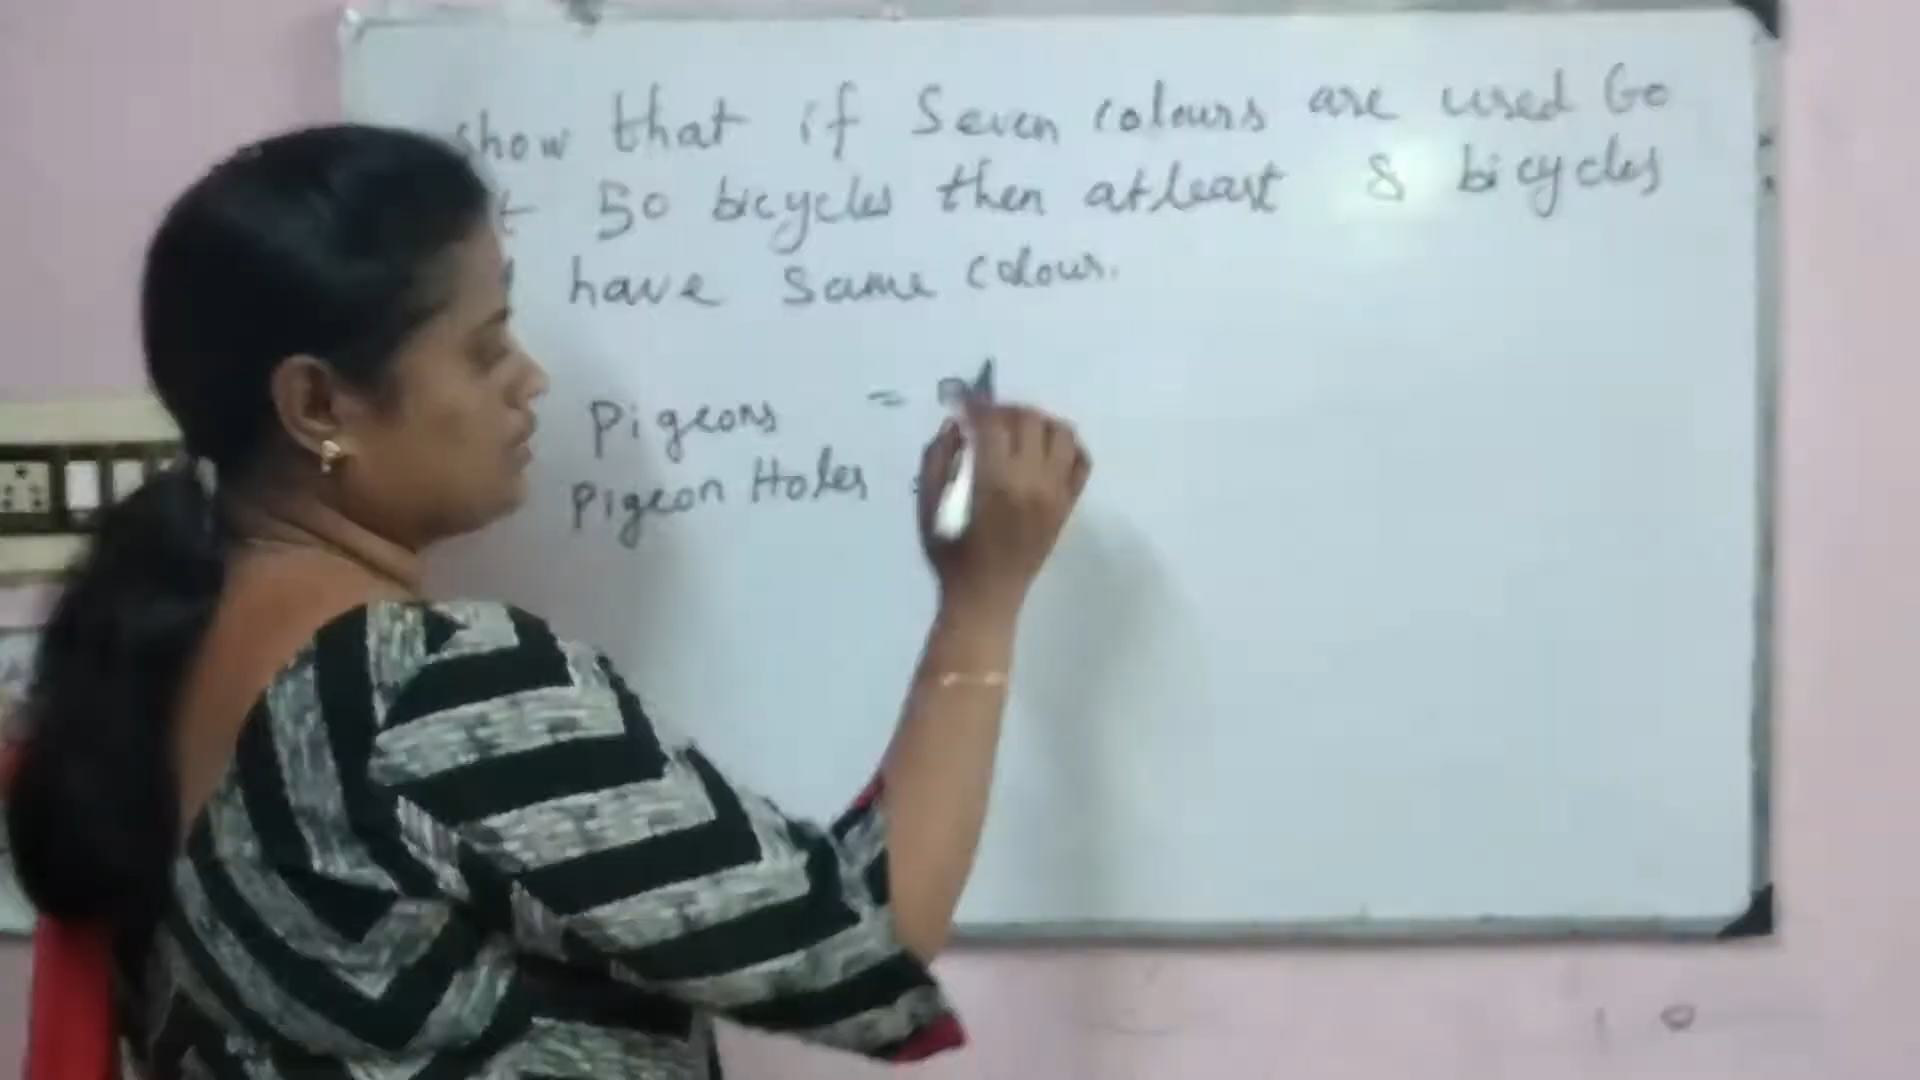 Show that if Seven colours are used to
50 bicycles then atleast 8 bicycles
have same colour.
Pigeons =
Pigeon Holes